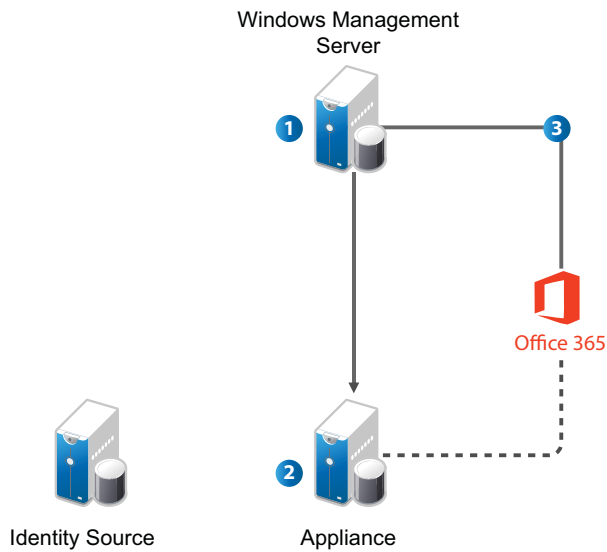 Windows Management
Server
1
3
Office 365
2
Identity Source
Appliance